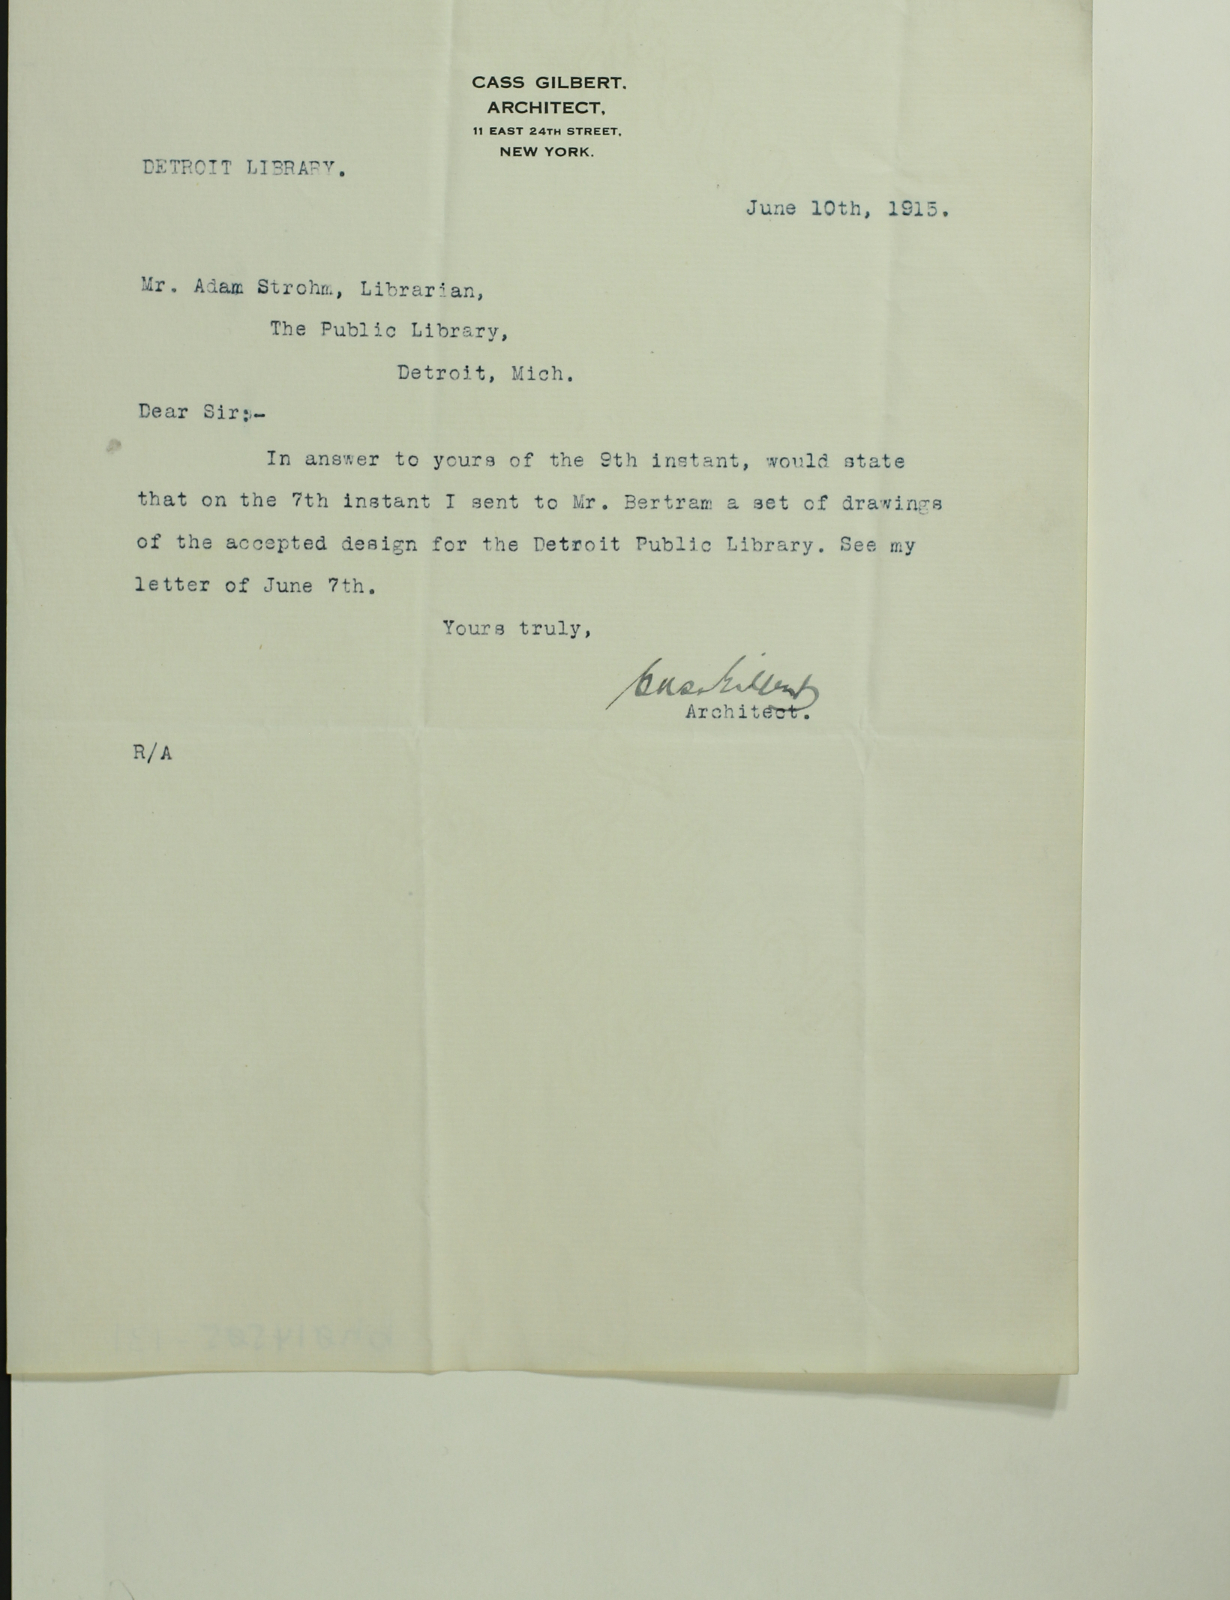 CASS GILBERT.
ARCHITECT,
11 EAST 24TH STREET,
NEW YORK.
DETROIT LIBRARY.
June 10th, 1915.
Mr. Adam Strohm, Librarian,
The Public Library,
Detroit, Mich.
Dear Sir:-
In answer to yours of the 9th instant, would state
that on the 7th instant I sent to Mr. Bertram a set of drawings
of the accepted design for the Detroit Public Library. See my
letter of June 7th.
Yours truly,
Cass Gilbert
Architect.
R/A